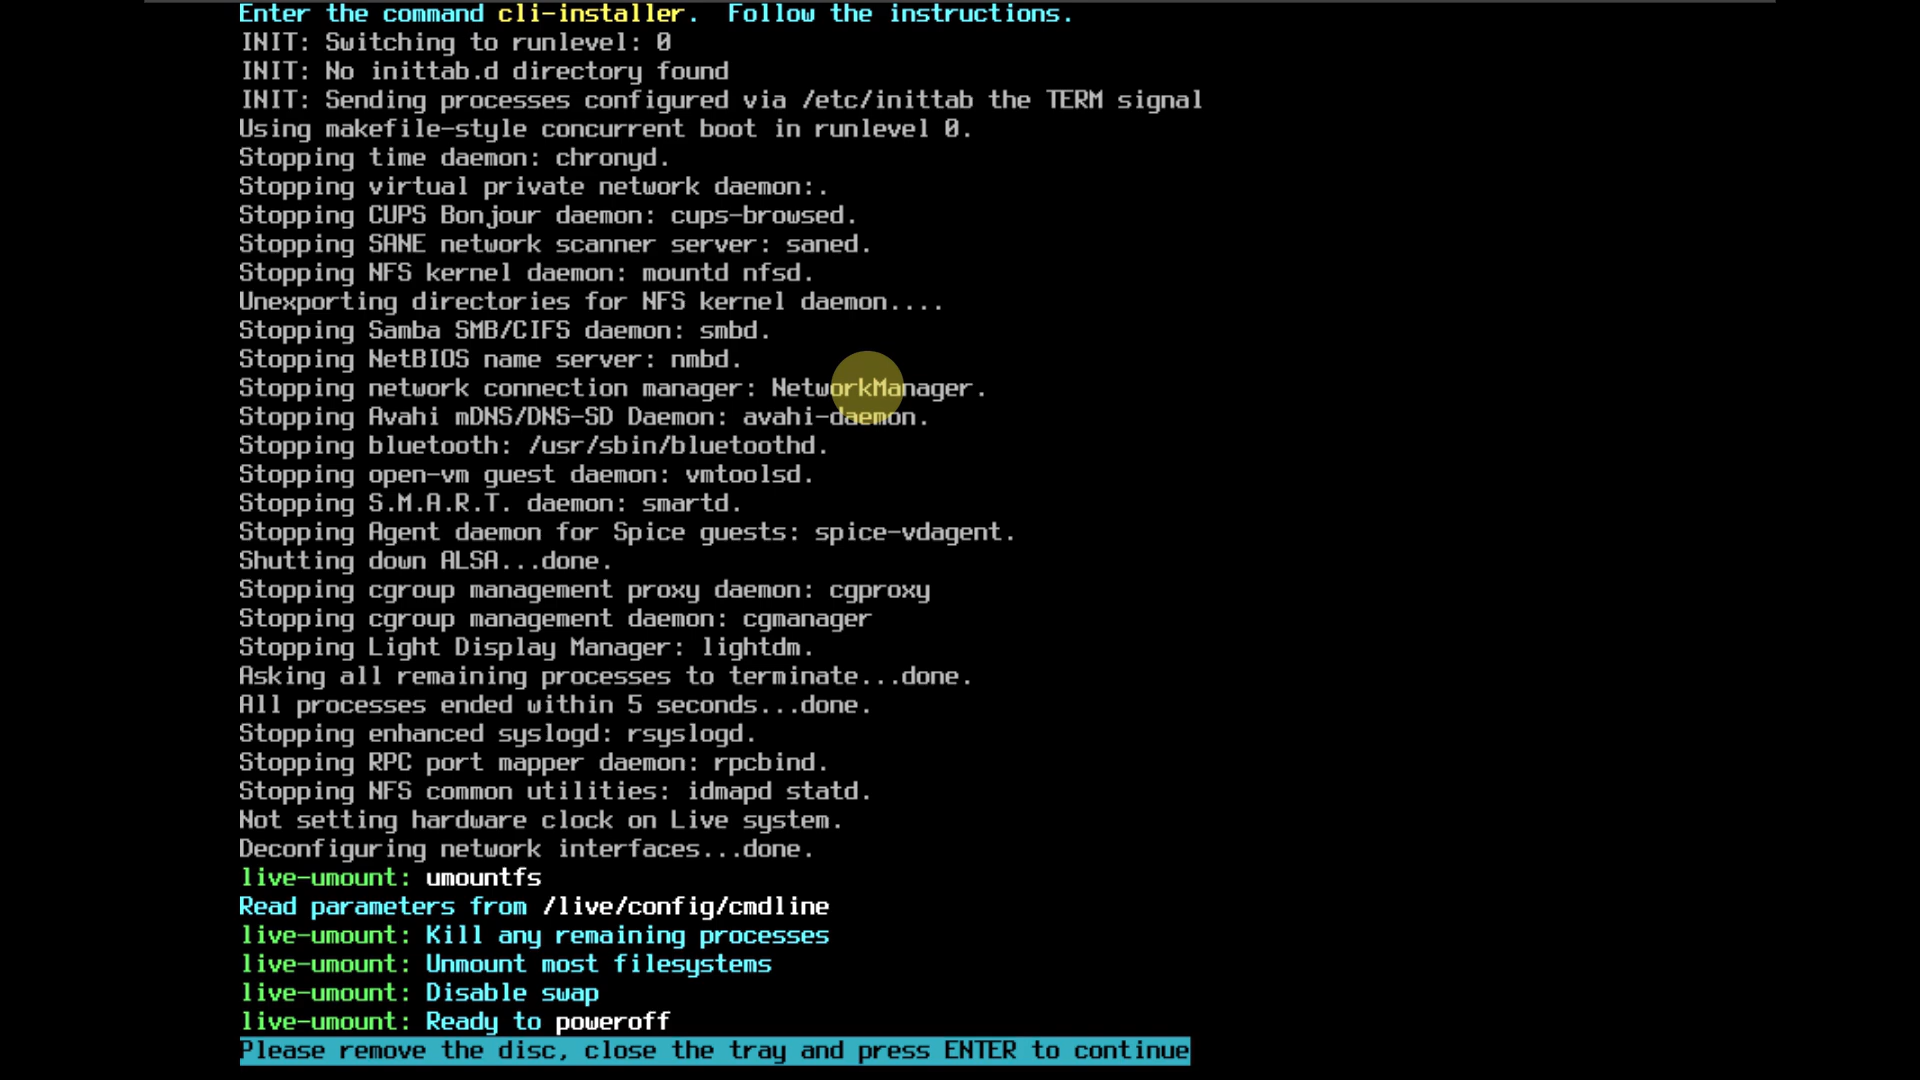 Enter the command cli-installer.  Follow the instructions.
INIT: Switching to runlevel: 0
INIT: No inittab.d directory found
INIT: Sending processes configured via /etc/inittab the TERM signal
Using makefile-style concurrent boot in runlevel 0.
Stopping time daemon: chronyd.
Stopping virtual private network daemon:.
Stopping CUPS Bonjour daemon: cups-browsed.
Stopping SANE network scanner server: saned.
Stopping NFS kernel daemon: mountd nfsd.
Unexporting directories for NFS kernel daemon....
Stopping Samba SMB/CIFS daemon: smbd.
Stopping NetBIOS name server: nmbd.
Stopping network connection manager: NetworkManager.
Stopping Avahi mDNS/DNS-SD Daemon: avahi-daemon.
Stopping bluetooth: /usr/sbin/bluetoothd.
Stopping open-vm guest daemon: vmtoolsd.
Stopping S.M.A.R.T. daemon: smartd.
Stopping Agent daemon for Spice guests: spice-vdagent.
Shutting down ALSA...done.
Stopping cgroup management proxy daemon: cgproxy
Stopping cgroup management daemon: cgmanager
Stopping Light Display Manager: lightdm.
Asking all remaining processes to terminate...done.
All processes ended within 5 seconds...done.
Stopping enhanced syslogd: rsyslogd.
Stopping RPC port mapper daemon: rpcbind.
Stopping NFS common utilities: idmapd statd.
Not setting hardware clock on Live system.
Deconfiguring network interfaces...done.
live-umount: umountfs
Read parameters from /live/config/cmdline
live-umount: Kill any remaining processes
live-umount: Unmount most filesystems
live-umount: Disable swap
live-umount: Ready to poweroff
Please remove the disc, close the tray and press ENTER to continue